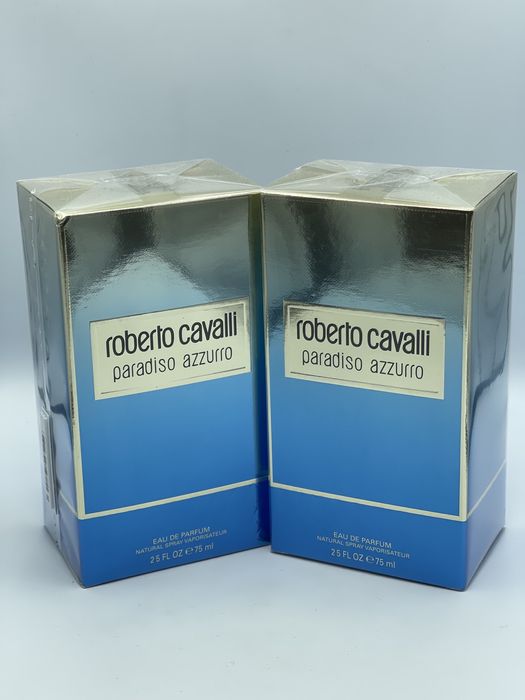 roberto cavalli
paradiso azzurro
EAU DE PARFUM
NATURAL SPRAY VAPORISATEUR
2.5 FL OZ ℮ 75 ml
roberto cavalli
paradiso azzurro
EAU DE PARFUM
NATURAL SPRAY VAPORISATEUR
2.5 FL OZ ℮ 75 ml